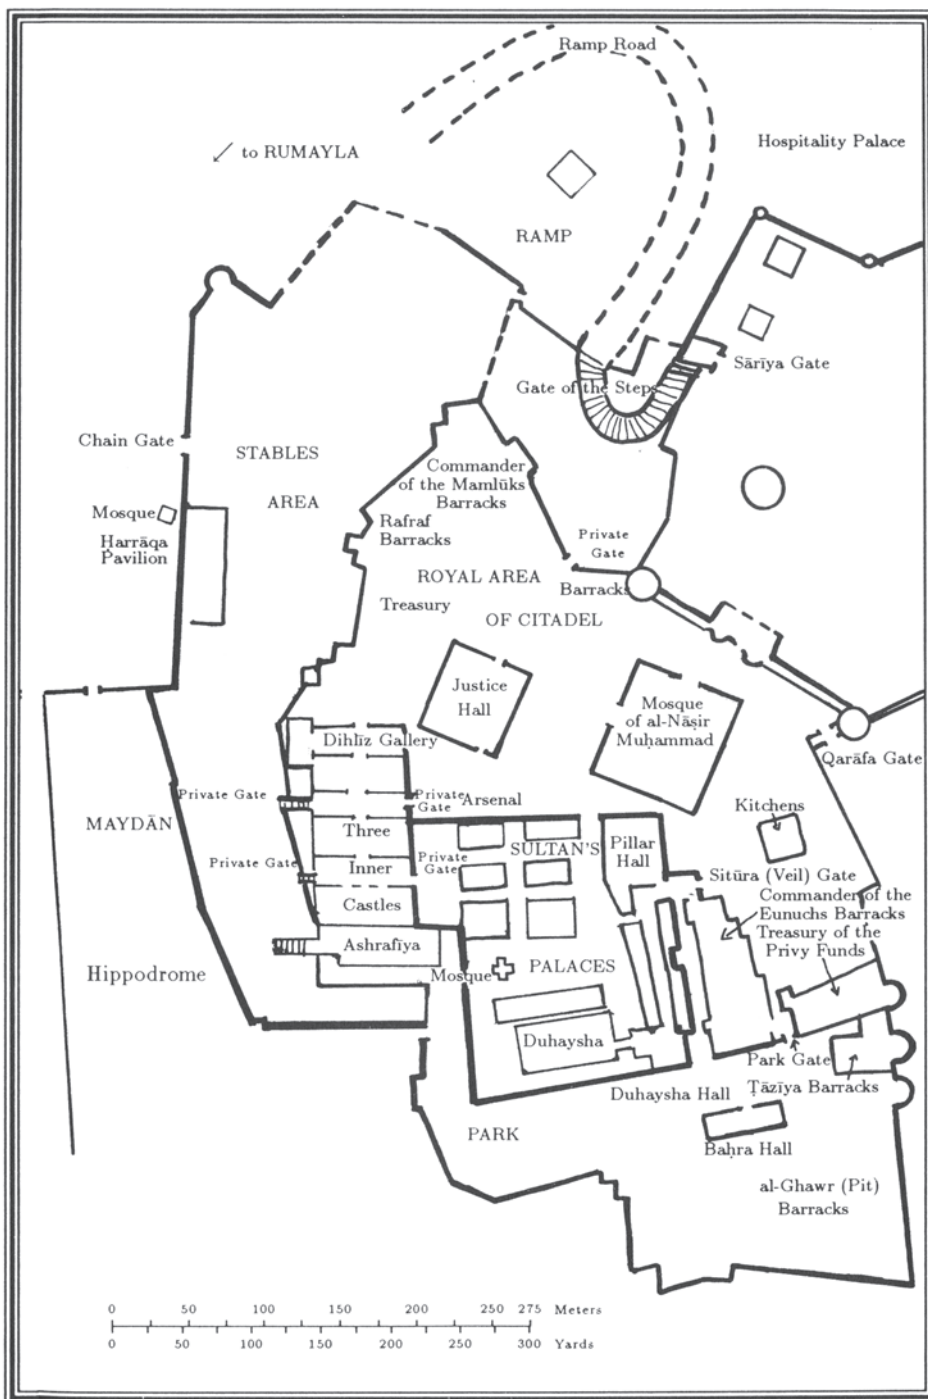 Ramp Road
Hospitality Palace
↙ to RUMAYLA
RAMP
Sārīya Gate
Gate of the Steps
Chain Gate
STABLES
AREA
Commander
of the Mamlūks
Barracks
Mosque
Ḥarrāqa
Pavilion
Rafraf
Barracks
Private
Gate
ROYAL AREA
Barracks
Treasury
OF CITADEL
Justice
Hall
Mosque
of al-Nāṣir
Muḥammad
Dihlīz Gallery
Qarāfa Gate
Private Gate
Private
Gate
Arsenal
Kitchens
MAYDĀN
Three
SULTAN'S
Pillar
Hall
Private Gate
Inner
Private
Gate
Sitūra (Veil) Gate
Commander of the
Eunuchs Barracks
Castles
Treasury of the
Privy Funds
Ashrafīya
Hippodrome
Mosque
PALACES
Duhaysha
Park Gate
Ṭāzīya Barracks
Duhaysha Hall
PARK
Baḥra Hall
al-Ghawr (Pit)
Barracks
0 50 100 150 200 250 275 Meters
0 50 100 150 200 250 300 Yards